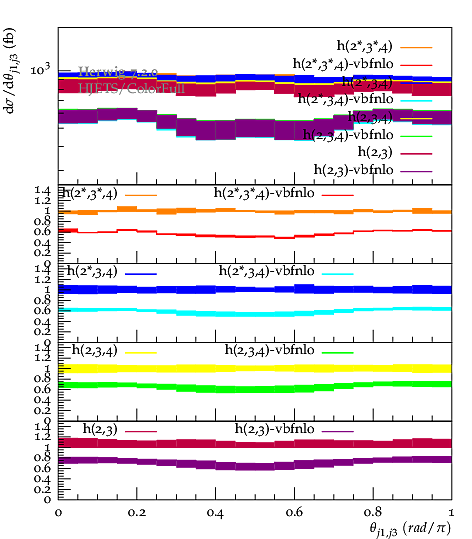 dσ/dθj1,j3 (fb)
10³
Herwig 7.2.0
HJETS/ColorFull
h(2*,3*,4)
h(2*,3*,4)-vbfnlo
h(2*,3,4)
h(2*,3,4)-vbfnlo
h(2,3,4)
h(2,3,4)-vbfnlo
h(2,3)
h(2,3)-vbfnlo
1.4
h(2*,3*,4) h(2*,3*,4)-vbfnlo
1.2
1
0.8
0.6
0.4
0.2
0
1.4
h(2*,3,4) h(2*,3,4)-vbfnlo
1.2
1
0.8
0.6
0.4
0.2
0
1.4
h(2,3,4) h(2,3,4)-vbfnlo
1.2
1
0.8
0.6
0.4
0.2
0
1.4
h(2,3) h(2,3)-vbfnlo
1.2
1
0.8
0.6
0.4
0.2
0
0 0.2 0.4 0.6 0.8 1
θj1,j3 (rad/π)